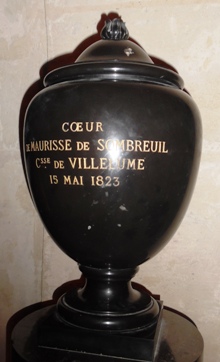 CŒUR
DE MAURISSE DE SOMBREUIL
CSSE DE VILLELUME
15 MAI 1823